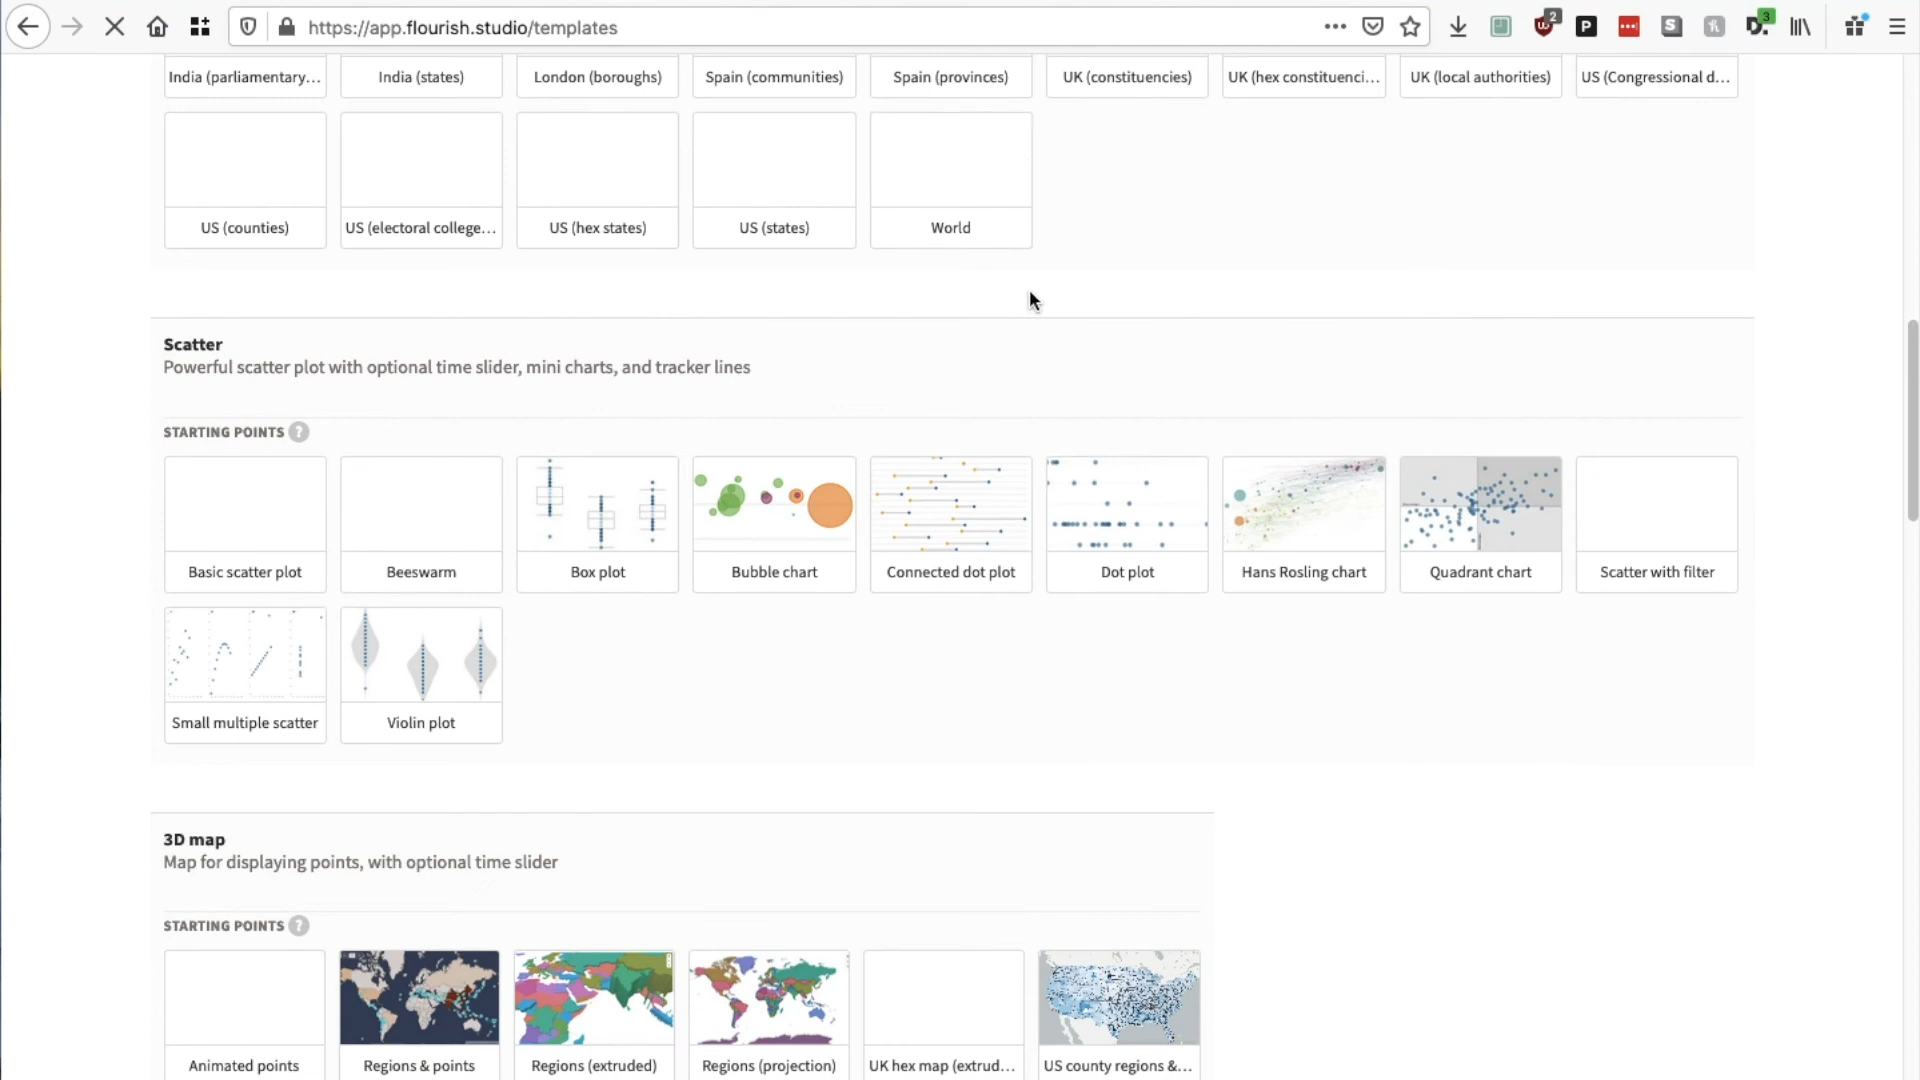 https://app.flourish.studio/templates
2
3
India (parliamentary...
India (states)
London (boroughs)
Spain (communities)
Spain (provinces)
UK (constituencies)
UK (hex constituenci...
UK (local authorities)
US (Congressional d...
US (counties)
US (electoral college...
US (hex states)
US (states)
World
Scatter
Powerful scatter plot with optional time slider, mini charts, and tracker lines
STARTING POINTS ?
Basic scatter plot
Beeswarm
Box plot
Bubble chart
Connected dot plot
Dot plot
Hans Rosling chart
Quadrant chart
Scatter with filter
Small multiple scatter
Violin plot
3D map
Map for displaying points, with optional time slider
STARTING POINTS ?
Animated points
Regions & points
Regions (extruded)
Regions (projection)
UK hex map (extrud...
US county regions &...